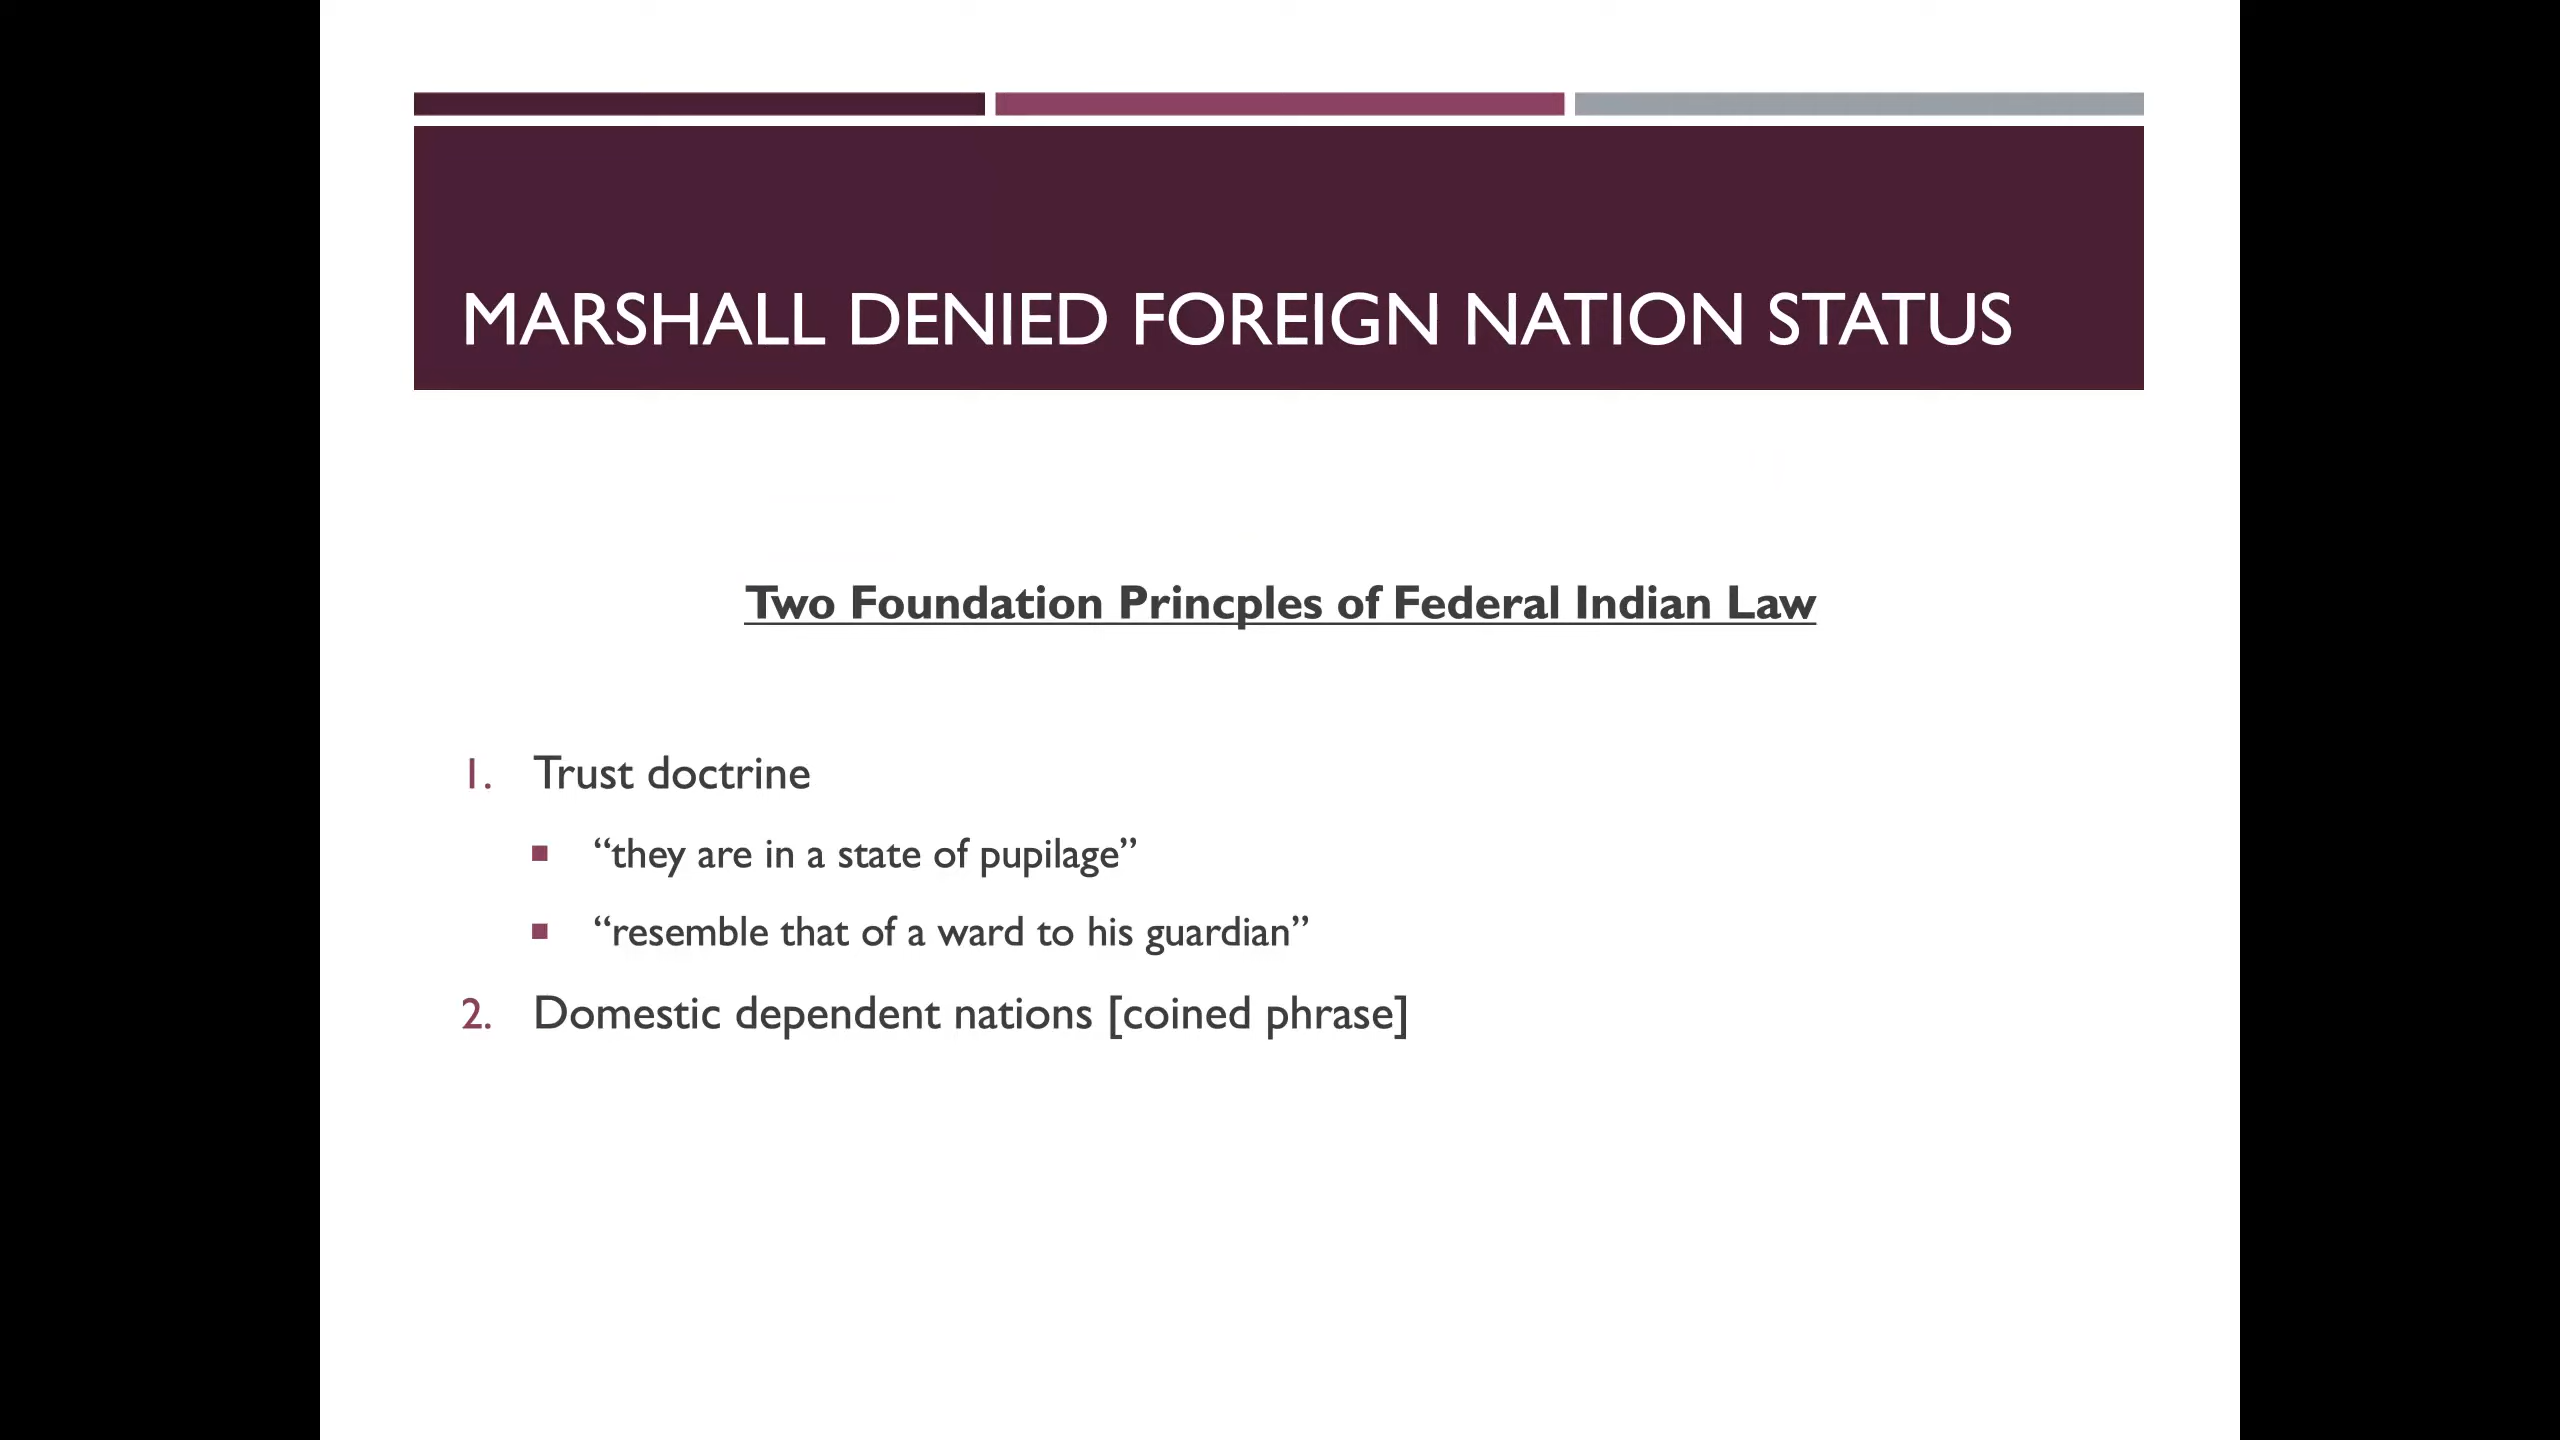 MARSHALL DENIED FOREIGN NATION STATUS
Two Foundation Princples of Federal Indian Law
1. Trust doctrine
▪ “they are in a state of pupilage”
▪ “resemble that of a ward to his guardian”
2. Domestic dependent nations [coined phrase]